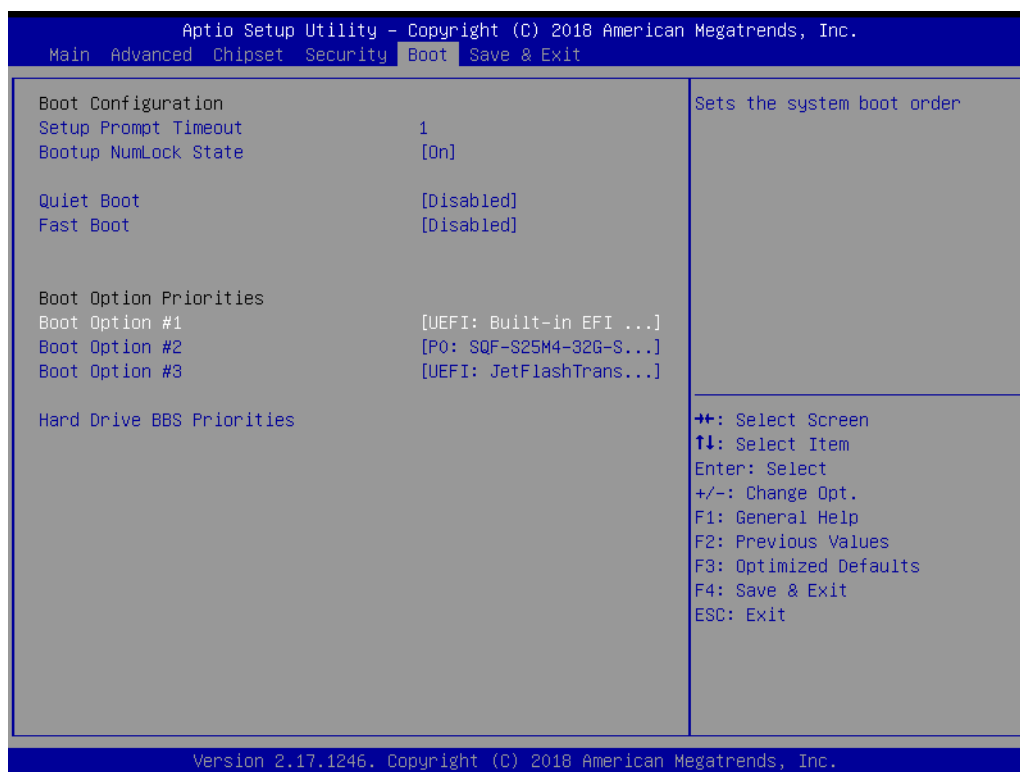 Aptio Setup Utility – Copyright (C) 2018 American Megatrends, Inc.
Main Advanced Chipset Security Boot Save & Exit
Boot Configuration
Setup Prompt Timeout 1
Bootup NumLock State [On]
Quiet Boot [Disabled]
Fast Boot [Disabled]
Boot Option Priorities
Boot Option #1 [UEFI: Built-in EFI ...]
Boot Option #2 [P0: SQF-S25M4-32G-S...]
Boot Option #3 [UEFI: JetFlashTrans...]
Hard Drive BBS Priorities
Sets the system boot order
→←: Select Screen
↑↓: Select Item
Enter: Select
+/-: Change Opt.
F1: General Help
F2: Previous Values
F3: Optimized Defaults
F4: Save & Exit
ESC: Exit
Version 2.17.1246. Copyright (C) 2018 American Megatrends, Inc.